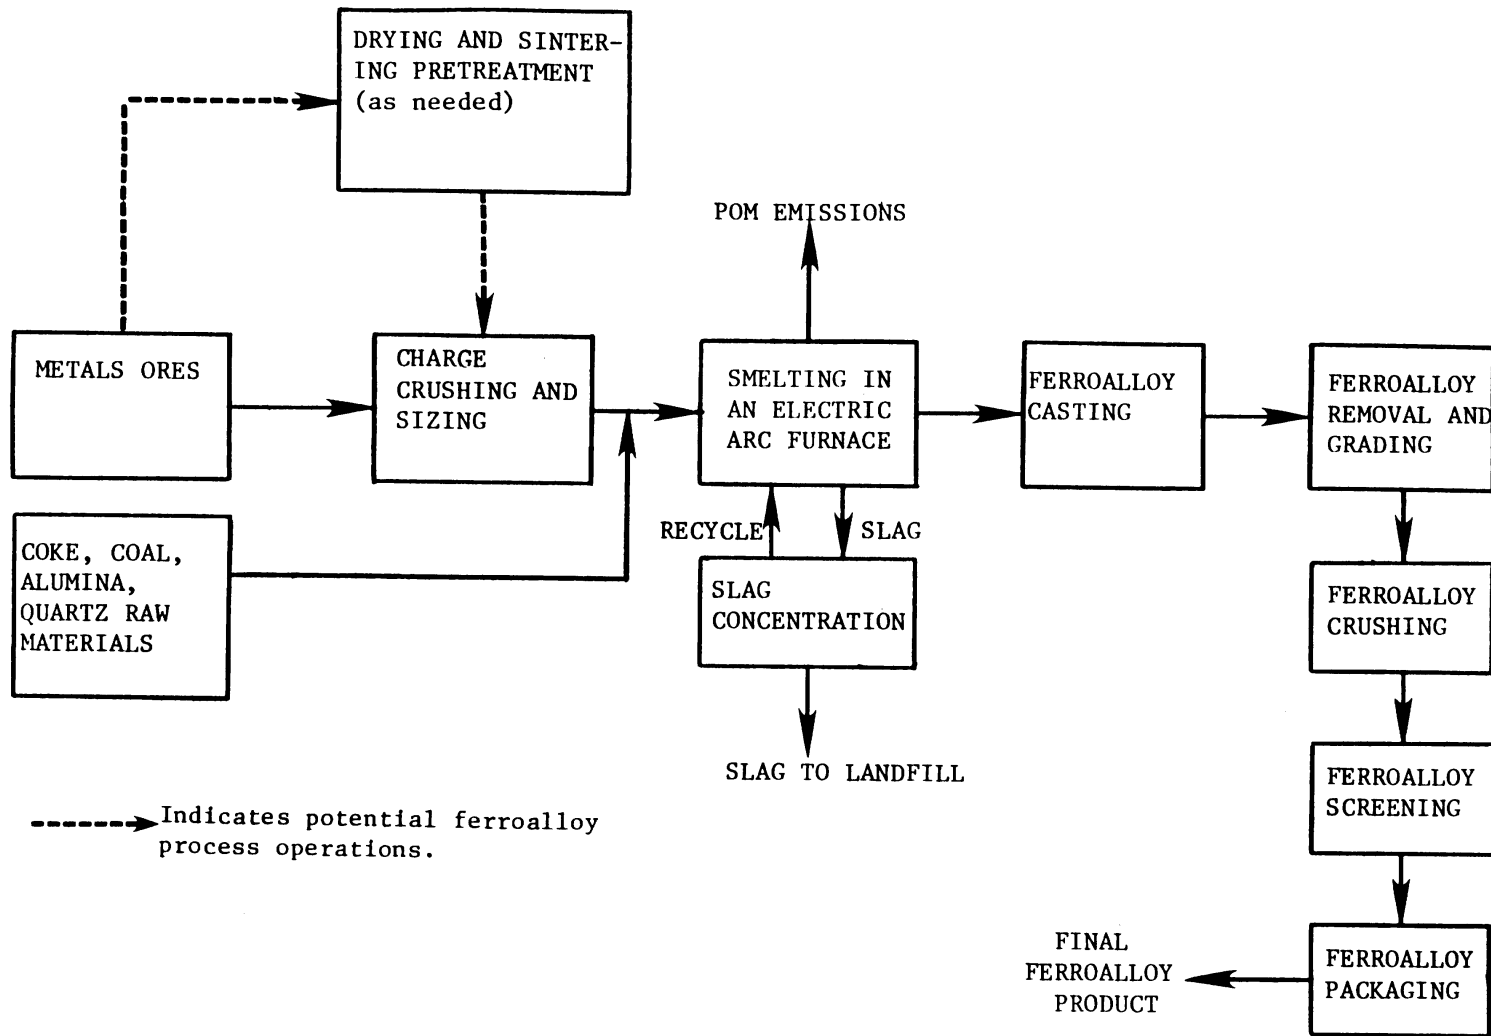 DRYING AND SINTER-
ING PRETREATMENT
(as needed)
POM EMISSIONS
METALS ORES
CHARGE
CRUSHING AND
SIZING
SMELTING IN
AN ELECTRIC
ARC FURNACE
FERROALLOY
CASTING
FERROALLOY
REMOVAL AND
GRADING
RECYCLE
SLAG
COKE, COAL,
ALUMINA,
QUARTZ RAW
MATERIALS
SLAG
CONCENTRATION
FERROALLOY
CRUSHING
SLAG TO LANDFILL
FERROALLOY
SCREENING
Indicates potential ferroalloy
process operations.
FERROALLOY
PACKAGING
FINAL
FERROALLOY
PRODUCT